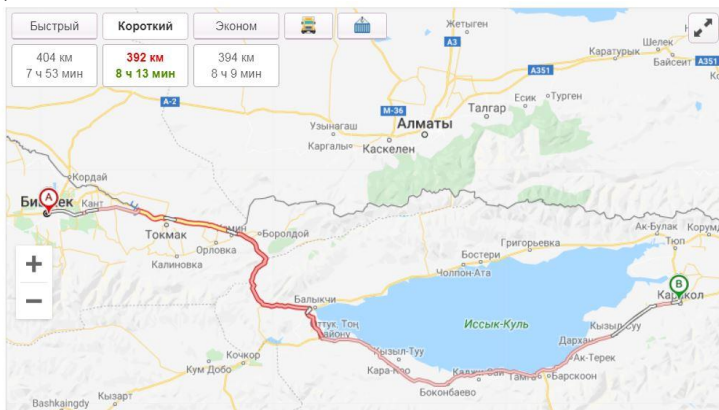 Быстрый
Короткий
Эконом
404 км
7 ч 53 мин
392 км
8 ч 13 мин
394 км
8 ч 9 мин
Жетыген
A3
Шелек
Каратурык
Байсеит
A351
A351
A-2
Есик
Турген
Талгар
M-36
Узынагаш
Алматы
Каргалы
Каскелен
Кордай
A
Кант
Токмак
Орловка
Боролдой
Калиновка
Ак-Булак
Тюп
Григорьевка
Бостери
Чолпон-Ата
B
Каракол
+
−
Балыкчи
Иссык-Куль
Кызыл-Суу
Дархан
Кызыл-Туу
Ак-Терек
Кочкор
Кум Добо
Кара-Коо
Тамга
Барскоон
Боконбаево
Кызарт
Bashkaingdy